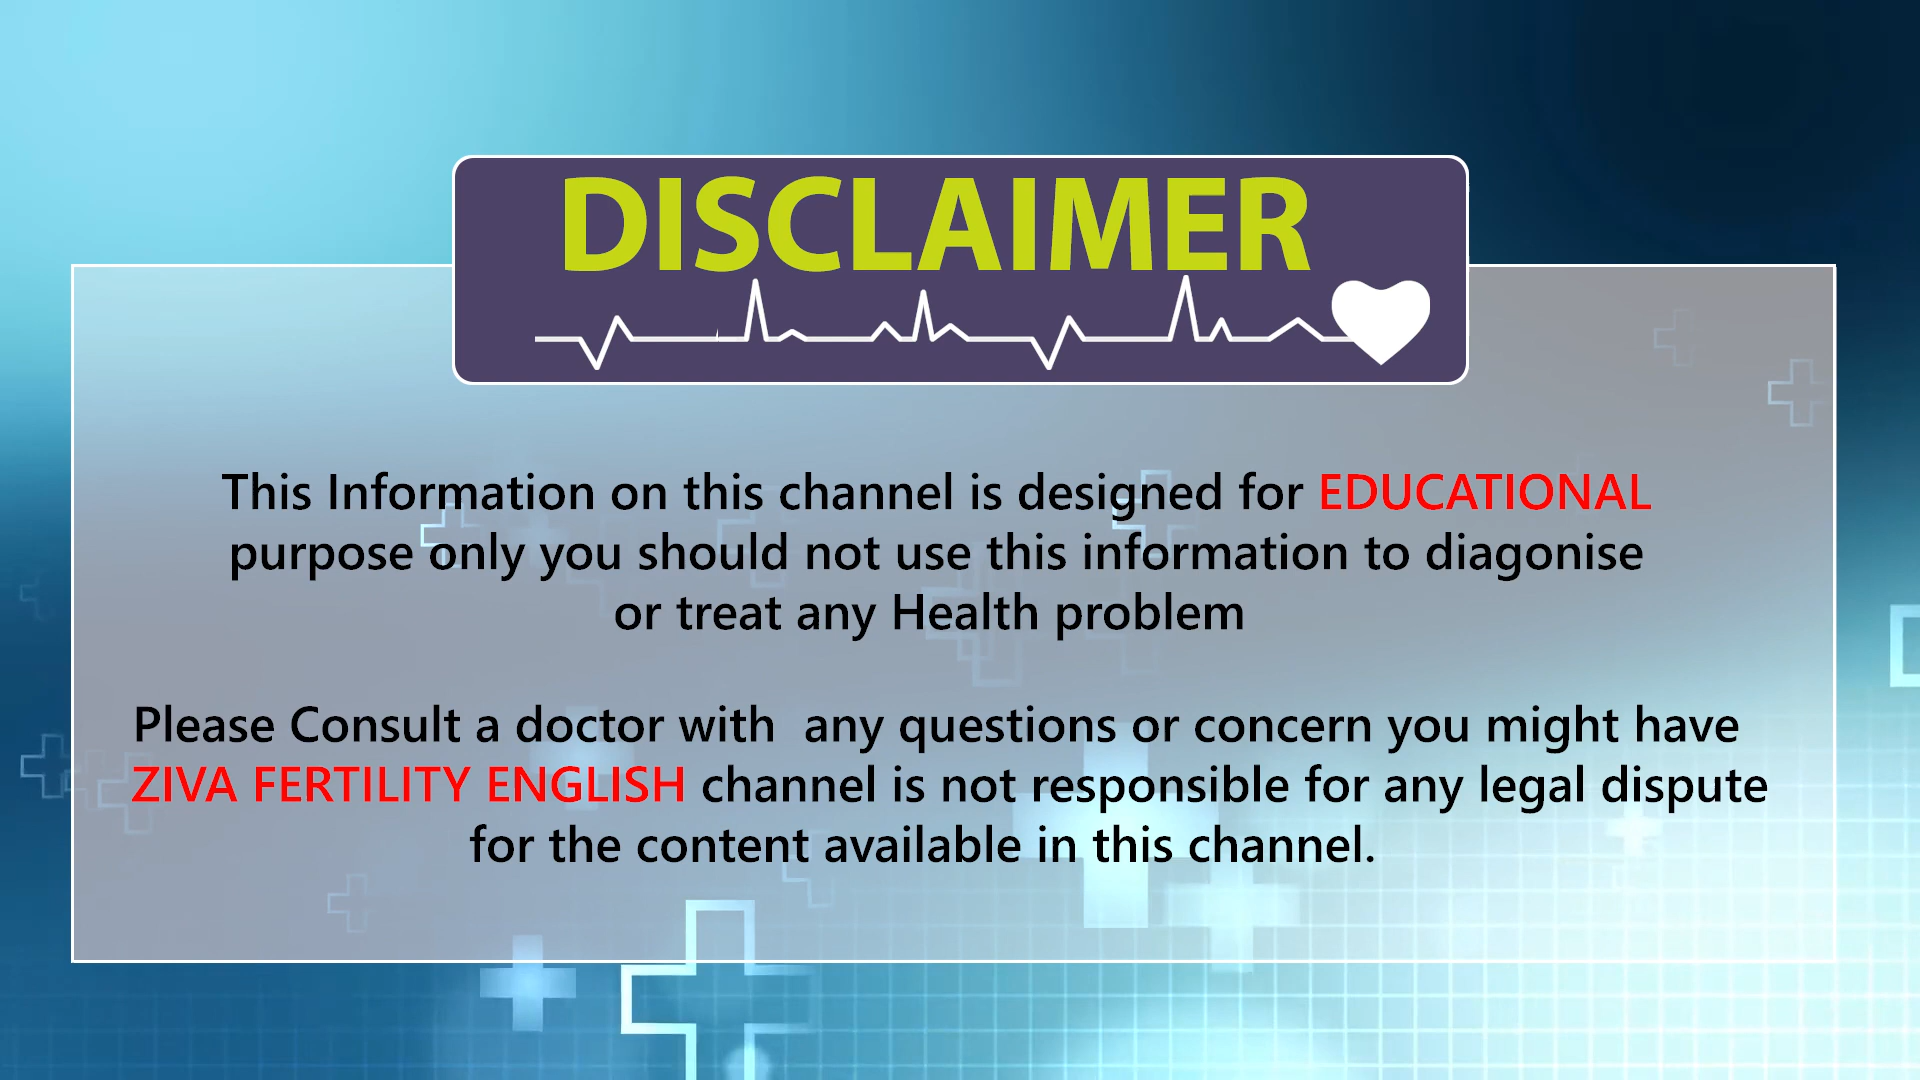 DISCLAIMER
This Information on this channel is designed for EDUCATIONAL
purpose only you should not use this information to diagonise
or treat any Health problem
Please Consult a doctor with  any questions or concern you might have
ZIVA FERTILITY ENGLISH channel is not responsible for any legal dispute
for the content available in this channel.